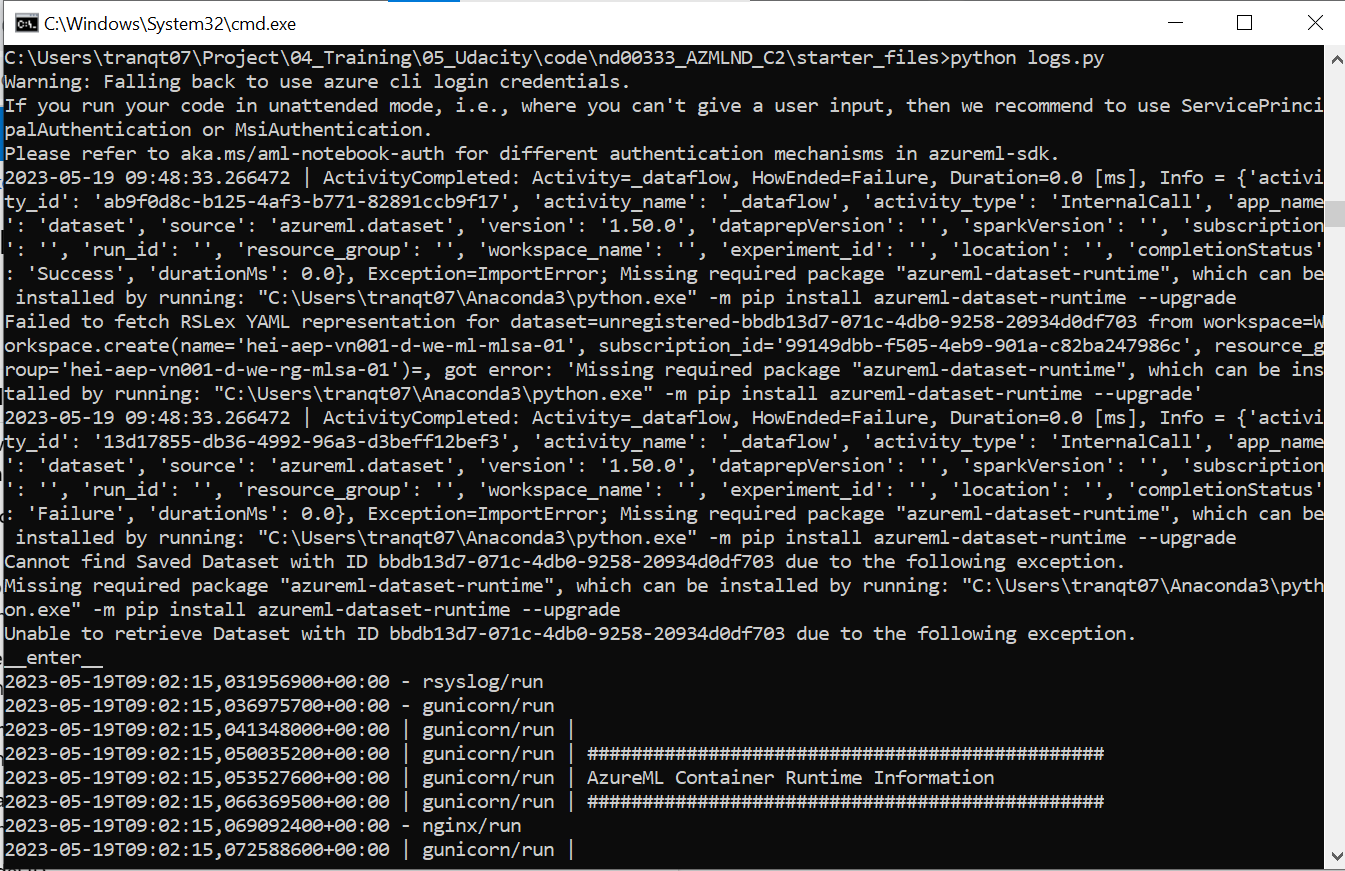 C:\Windows\System32\cmd.exe
C:\Users\tranqt07\Project\04_Training\05_Udacity\code\nd00333_AZMLND_C2\starter_files>python logs.py
Warning: Falling back to use azure cli login credentials.
If you run your code in unattended mode, i.e., where you can't give a user input, then we recommend to use ServicePrinci
palAuthentication or MsiAuthentication.
Please refer to aka.ms/aml-notebook-auth for different authentication mechanisms in azureml-sdk.
2023-05-19 09:48:33.266472 | ActivityCompleted: Activity=_dataflow, HowEnded=Failure, Duration=0.0 [ms], Info = {'activi
ty_id': 'ab9f0d8c-b125-4af3-b771-82891ccb9f17', 'activity_name': '_dataflow', 'activity_type': 'InternalCall', 'app_name
': 'dataset', 'source': 'azureml.dataset', 'version': '1.50.0', 'dataprepVersion': '', 'sparkVersion': '', 'subscription
': '', 'run_id': '', 'resource_group': '', 'workspace_name': '', 'experiment_id': '', 'location': '', 'completionStatus'
: 'Success', 'durationMs': 0.0}, Exception=ImportError; Missing required package "azureml-dataset-runtime", which can be
 installed by running: "C:\Users\tranqt07\Anaconda3\python.exe" -m pip install azureml-dataset-runtime --upgrade
Failed to fetch RSLex YAML representation for dataset=unregistered-bbdb13d7-071c-4db0-9258-20934d0df703 from workspace=W
orkspace.create(name='hei-aep-vn001-d-we-ml-mlsa-01', subscription_id='99149dbb-f505-4eb9-901a-c82ba247986c', resource_g
roup='hei-aep-vn001-d-we-rg-mlsa-01')=, got error: 'Missing required package "azureml-dataset-runtime", which can be ins
talled by running: "C:\Users\tranqt07\Anaconda3\python.exe" -m pip install azureml-dataset-runtime --upgrade'
2023-05-19 09:48:33.266472 | ActivityCompleted: Activity=_dataflow, HowEnded=Failure, Duration=0.0 [ms], Info = {'activi
ty_id': '13d17855-db36-4992-96a3-d3beff12bef3', 'activity_name': '_dataflow', 'activity_type': 'InternalCall', 'app_name
': 'dataset', 'source': 'azureml.dataset', 'version': '1.50.0', 'dataprepVersion': '', 'sparkVersion': '', 'subscription
': '', 'run_id': '', 'resource_group': '', 'workspace_name': '', 'experiment_id': '', 'location': '', 'completionStatus'
: 'Failure', 'durationMs': 0.0}, Exception=ImportError; Missing required package "azureml-dataset-runtime", which can be
 installed by running: "C:\Users\tranqt07\Anaconda3\python.exe" -m pip install azureml-dataset-runtime --upgrade
Cannot find Saved Dataset with ID bbdb13d7-071c-4db0-9258-20934d0df703 due to the following exception.
Missing required package "azureml-dataset-runtime", which can be installed by running: "C:\Users\tranqt07\Anaconda3\pyth
on.exe" -m pip install azureml-dataset-runtime --upgrade
Unable to retrieve Dataset with ID bbdb13d7-071c-4db0-9258-20934d0df703 due to the following exception.
__enter__
2023-05-19T09:02:15,031956900+00:00 - rsyslog/run
2023-05-19T09:02:15,036975700+00:00 - gunicorn/run
2023-05-19T09:02:15,041348000+00:00 | gunicorn/run |
2023-05-19T09:02:15,050035200+00:00 | gunicorn/run | ###############################################
2023-05-19T09:02:15,053527600+00:00 | gunicorn/run | AzureML Container Runtime Information
2023-05-19T09:02:15,066369500+00:00 | gunicorn/run | ###############################################
2023-05-19T09:02:15,069092400+00:00 - nginx/run
2023-05-19T09:02:15,072588600+00:00 | gunicorn/run |